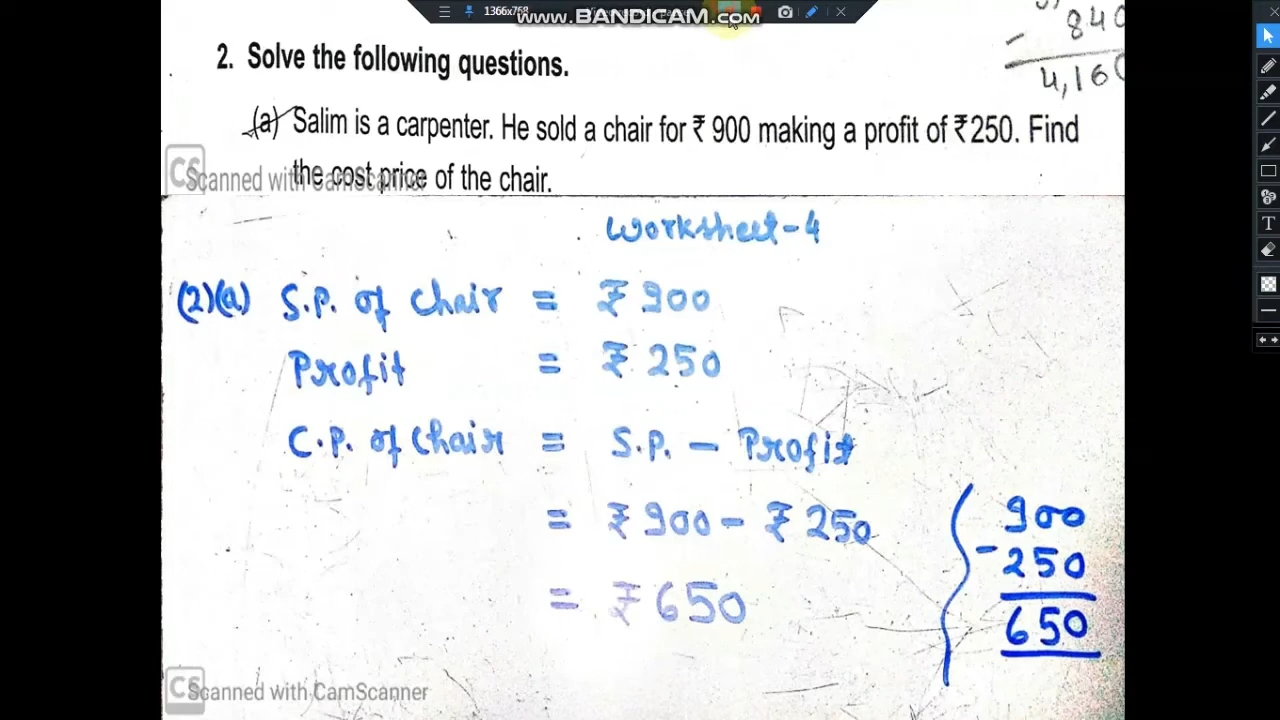 1366x768
www.BANDICAM.com
840
4,160
2. Solve the following questions.
(a) Salim is a carpenter. He sold a chair for ₹ 900 making a profit of ₹ 250. Find
the cost price of the chair.
Scanned with CamScanner
Worksheet-4
(2)(a) S.P. of chair = ₹ 900
Profit = ₹ 250
C.P. of chair = S.P. - Profit
= ₹ 900 - ₹ 250
= ₹ 650
900
- 250
650
CS Scanned with CamScanner